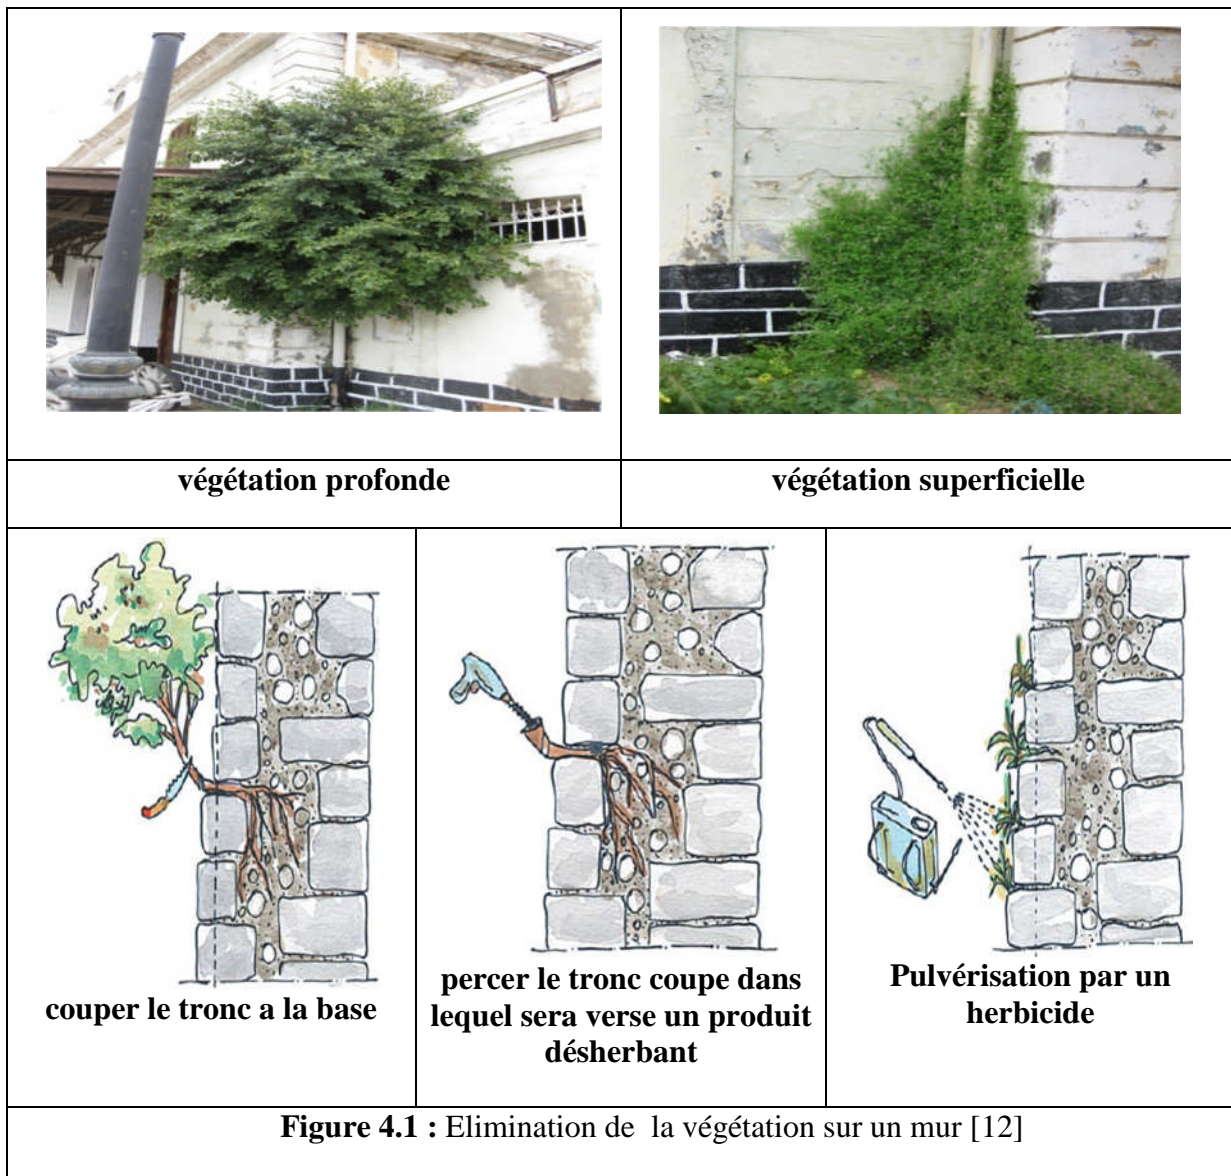 végétation profonde
végétation superficielle
couper le tronc a la base
percer le tronc coupe dans
lequel sera verse un produit
désherbant
Pulvérisation par un
herbicide
Figure 4.1 : Elimination de la végétation sur un mur [12]